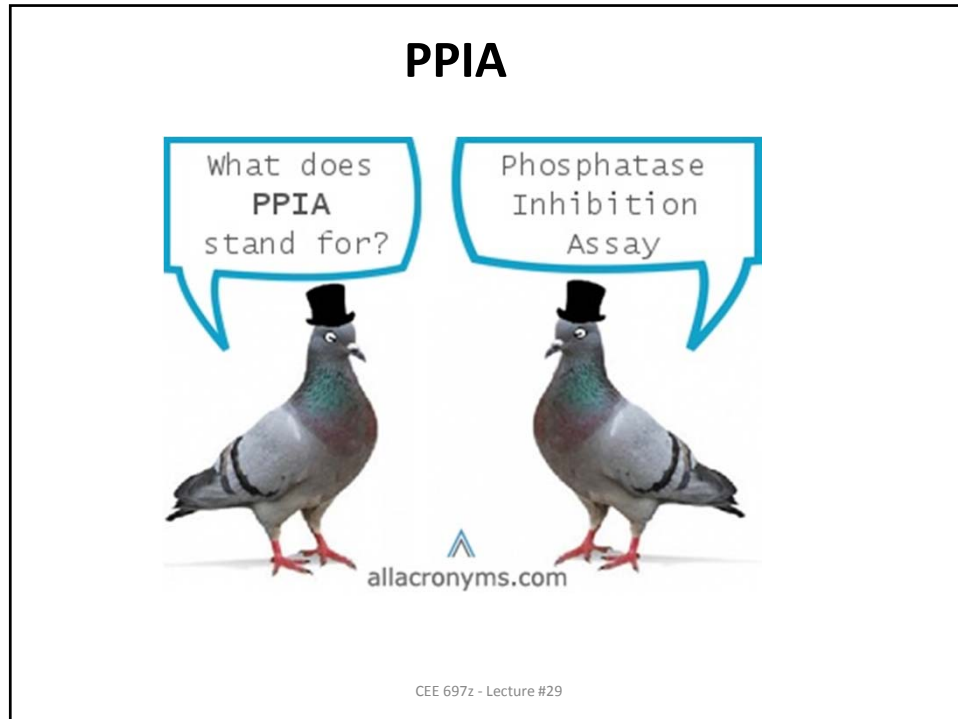 PPIA
What does
PPIA
stand for?
Phosphatase
Inhibition
Assay
allacronyms.com
CEE 697z - Lecture #29